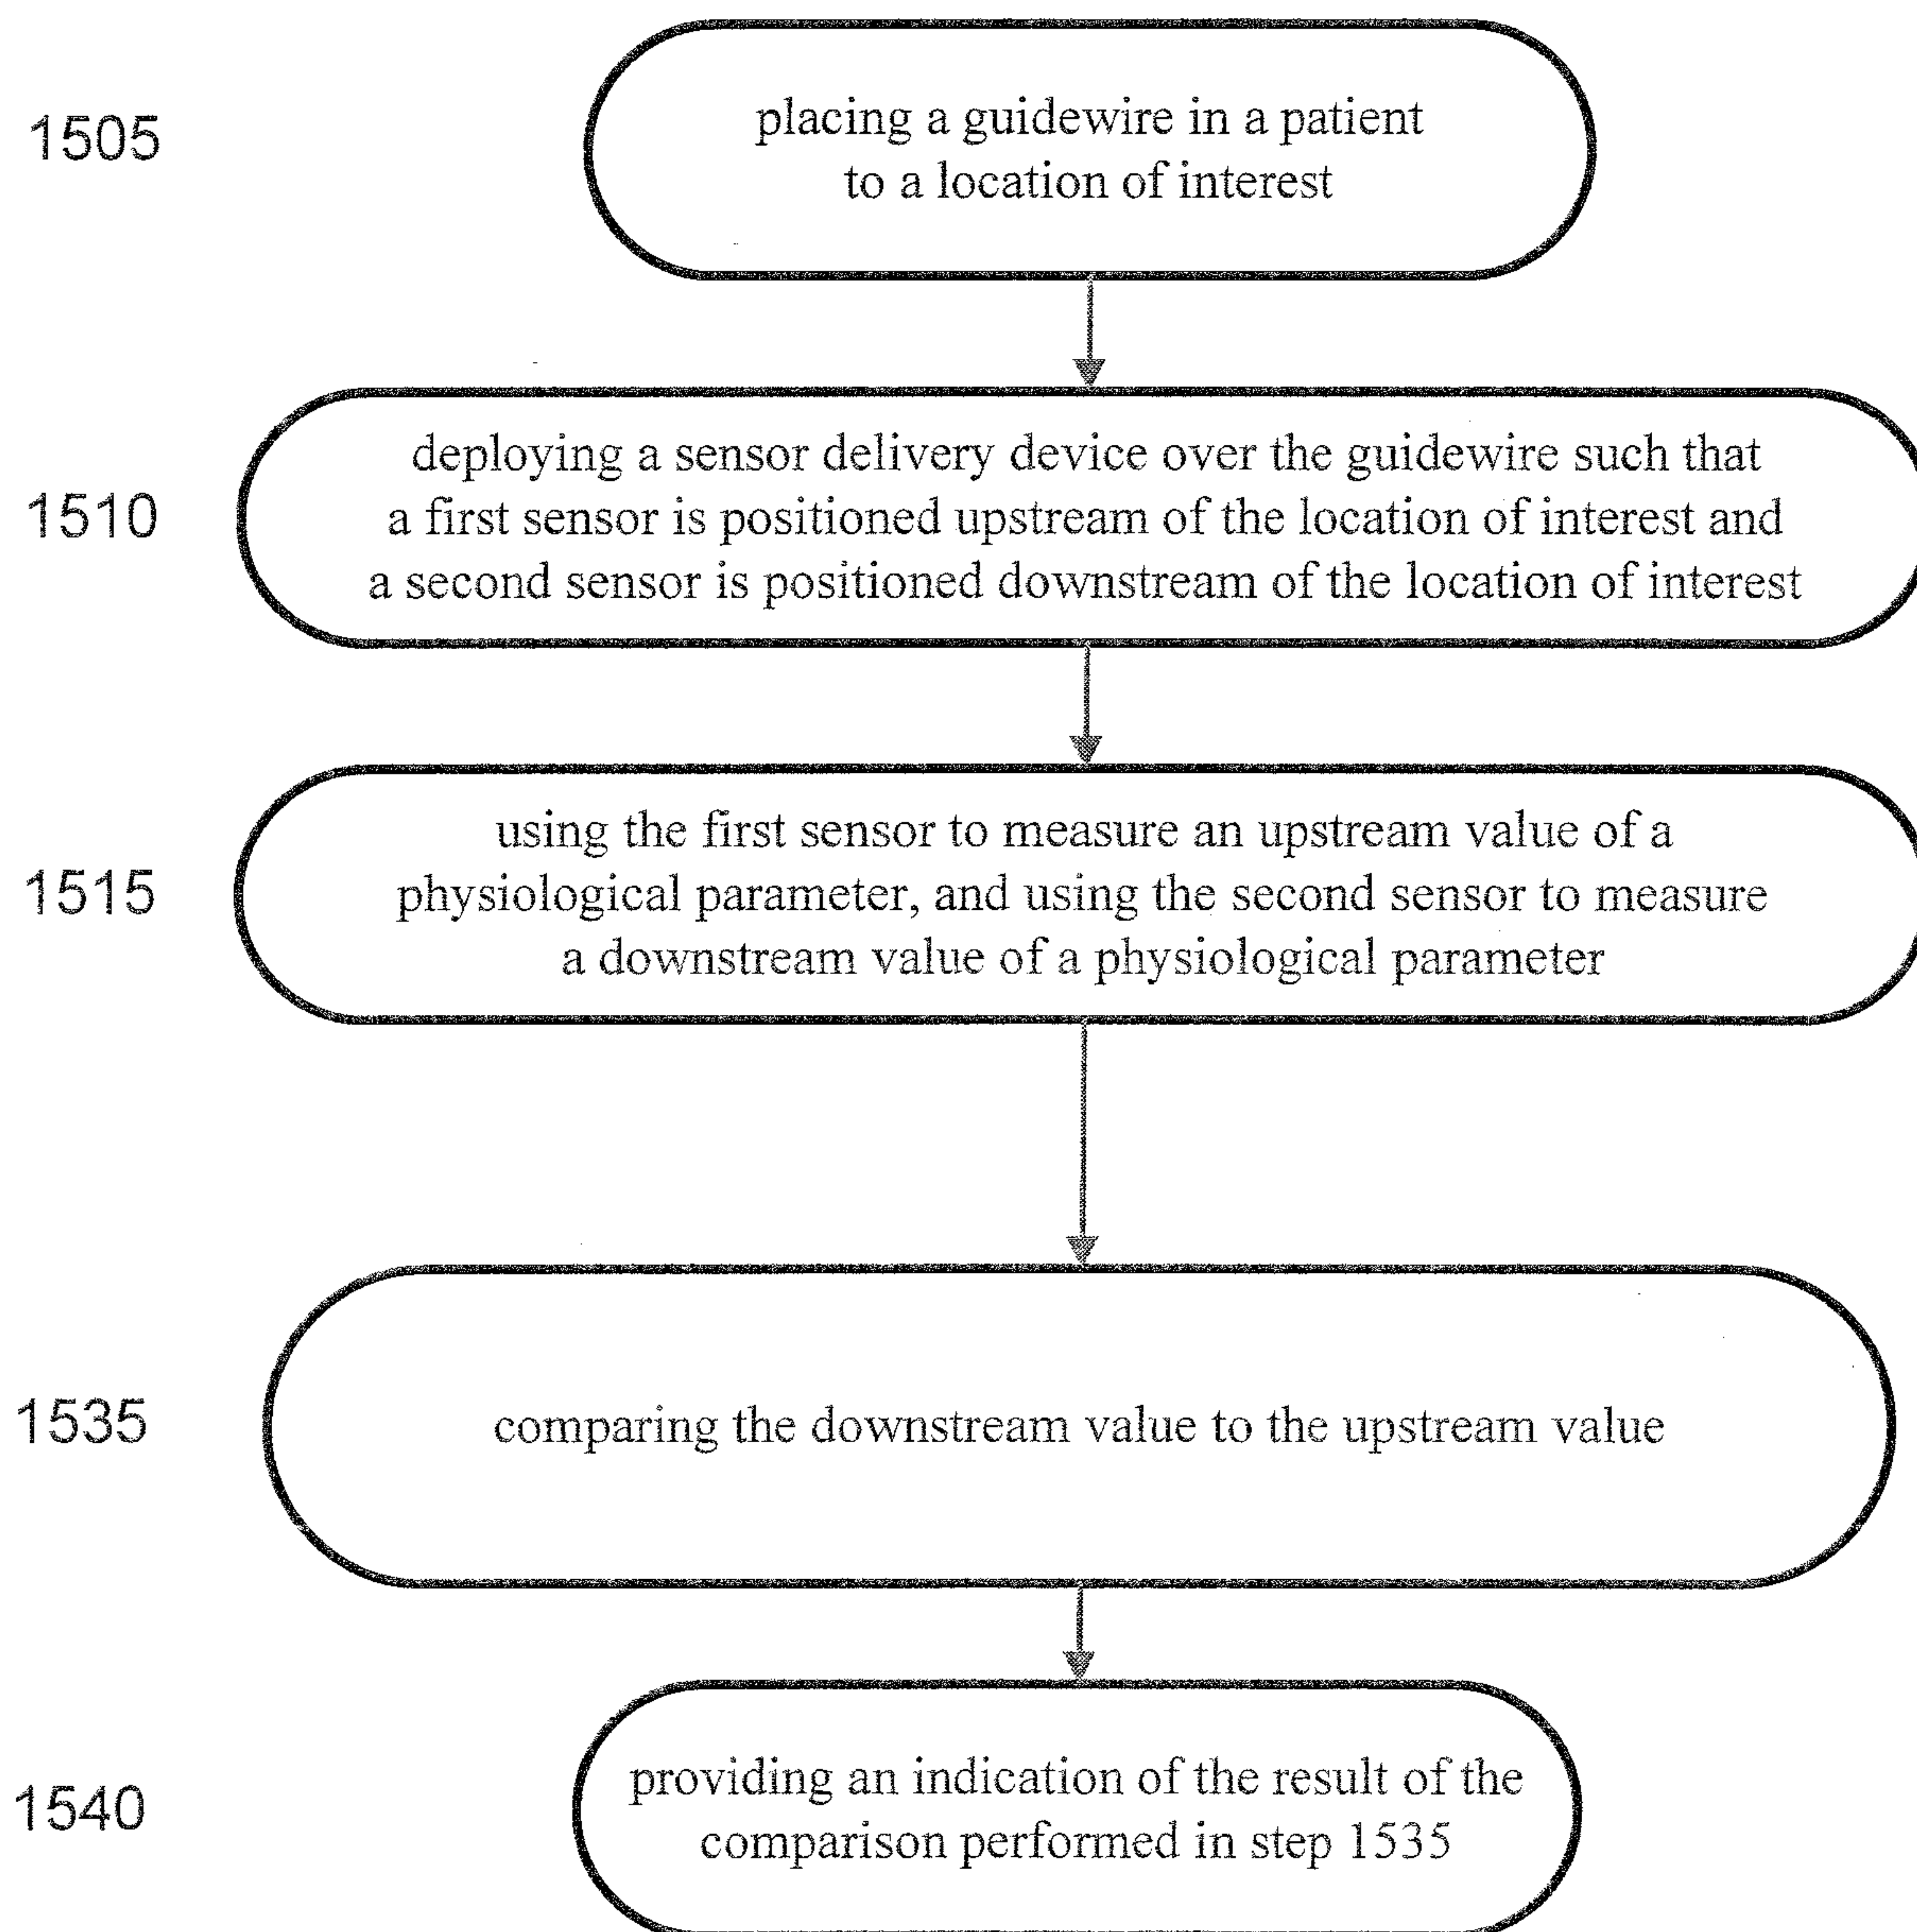 1505
placing a guidewire in a patient
to a location of interest
1510
deploying a sensor delivery device over the guidewire such that
a first sensor is positioned upstream of the location of interest and
a second sensor is positioned downstream of the location of interest
1515
using the first sensor to measure an upstream value of a
physiological parameter, and using the second sensor to measure
a downstream value of a physiological parameter
1535
comparing the downstream value to the upstream value
1540
providing an indication of the result of the
comparison performed in step 1535